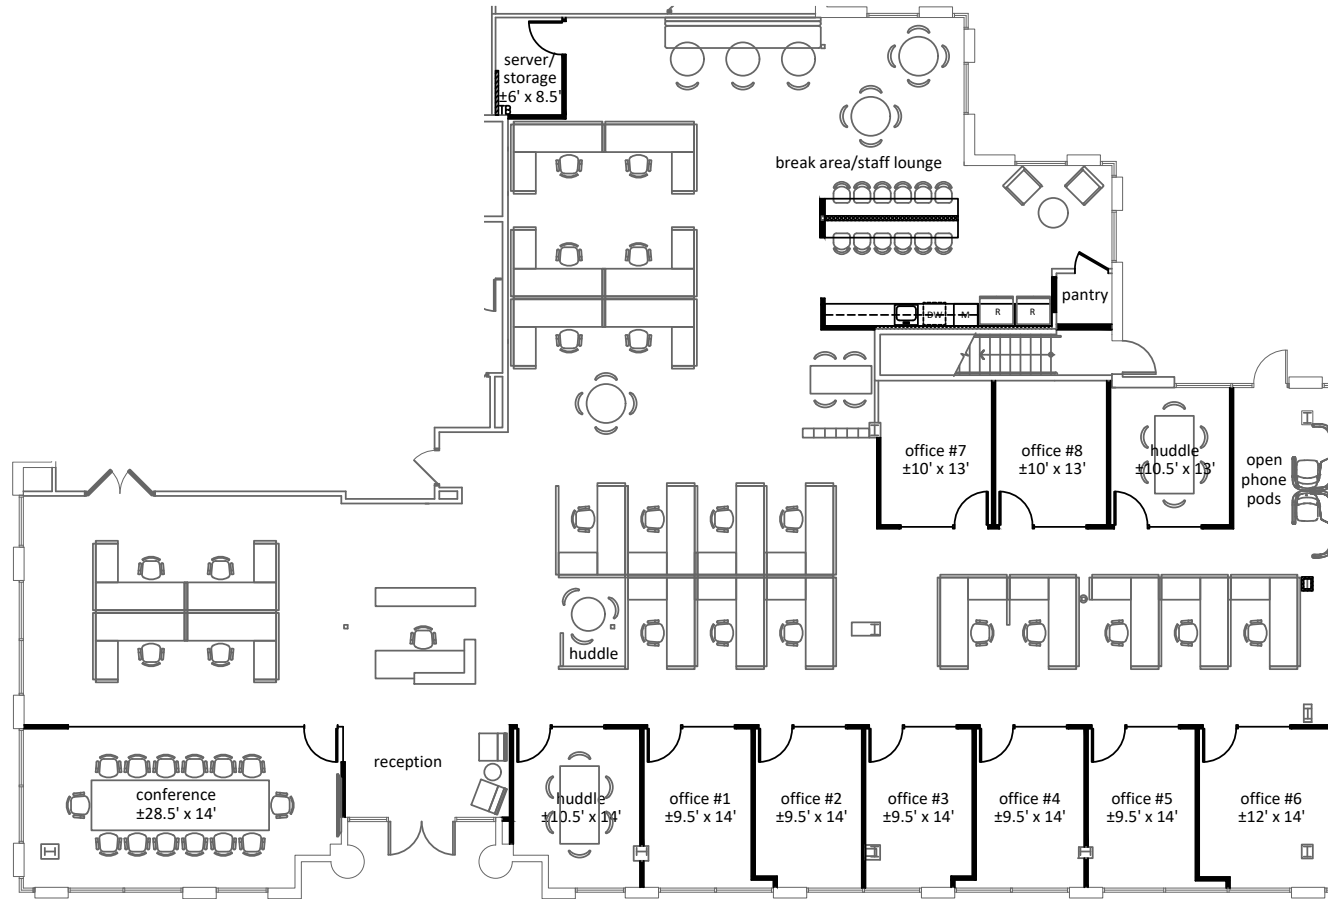 server/
storage
±6' x 8.5'
TB
break area/staff lounge
pantry
DW
M
R
R
office #7
±10' x 13'
office #8
±10' x 13'
huddle
±10.5' x 13'
open
phone
pods
huddle
reception
conference
±28.5' x 14'
huddle
±10.5' x 14'
office #1
±9.5' x 14'
office #2
±9.5' x 14'
office #3
±9.5' x 14'
office #4
±9.5' x 14'
office #5
±9.5' x 14'
office #6
±12' x 14'